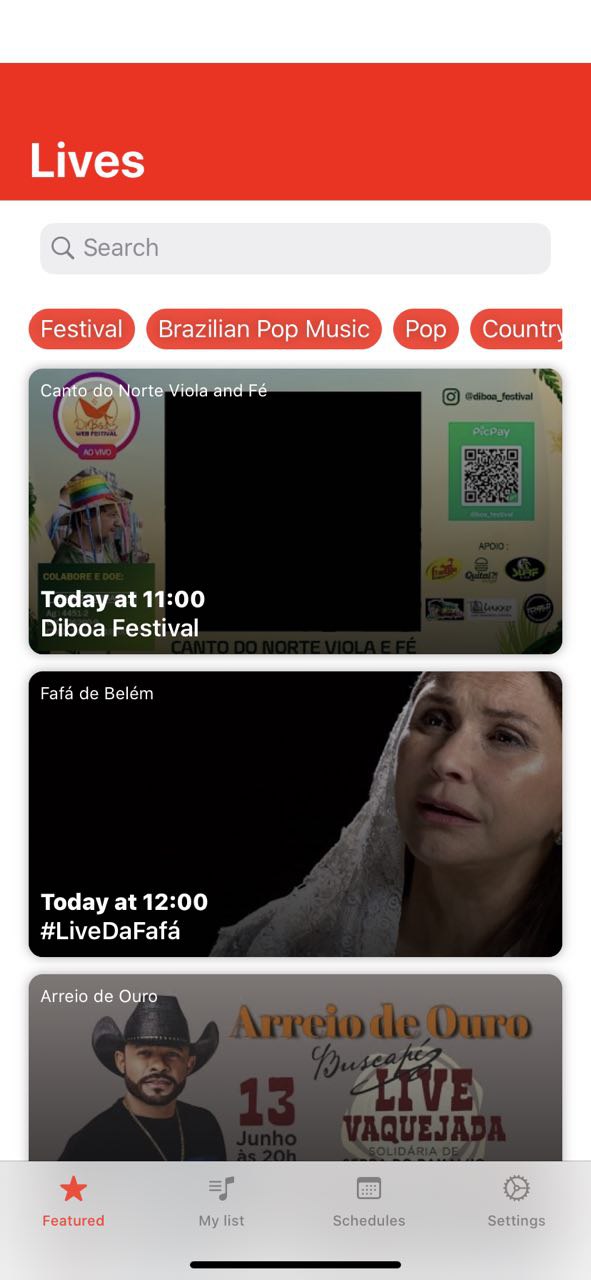 Lives
Search
Festival
Brazilian Pop Music
Pop
Country
Canto do Norte Viola and Fé
WEB FESTIVAL
AO VIVO
@diboa_festival
PicPay
diboa_festival
APOIO :
COLABORE E DOE:
Today at 11:00
Diboa Festival
CANTO DO NORTE VIOLA E FÉ
Fafá de Belém
Today at 12:00
#LiveDaFafá
Arreio de Ouro
Arreio de Ouro
Buscapé
13
Junho
às 20h
LIVE
VAQUEJADA
SOLIDÁRIA DE
Featured
My list
Schedules
Settings